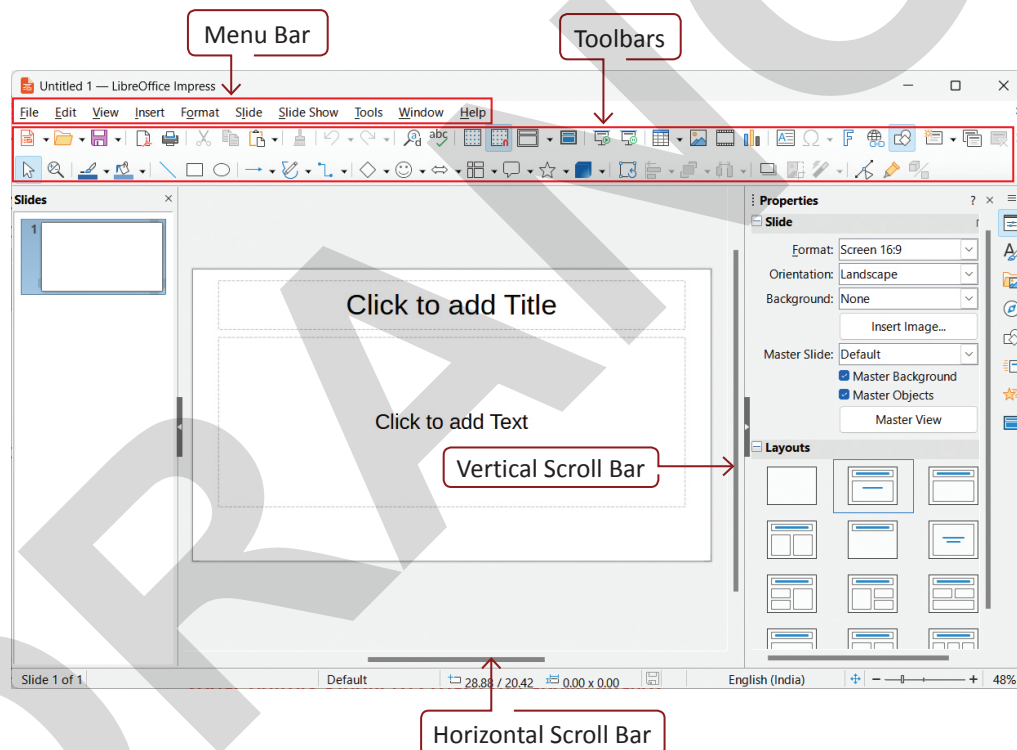 Menu Bar
Toolbars
Untitled 1 — LibreOffice Impress
File Edit View Insert Format Slide Slide Show Tools Window Help
Slides
1
Click to add Title
Click to add Text
Properties
Slide
Format: Screen 16:9
Orientation: Landscape
Background: None
Insert Image...
Master Slide: Default
Master Background
Master Objects
Master View
Vertical Scroll Bar
Layouts
Slide 1 of 1 Default 28.88 / 20.42 0.00 x 0.00 English (India) 48%
Horizontal Scroll Bar